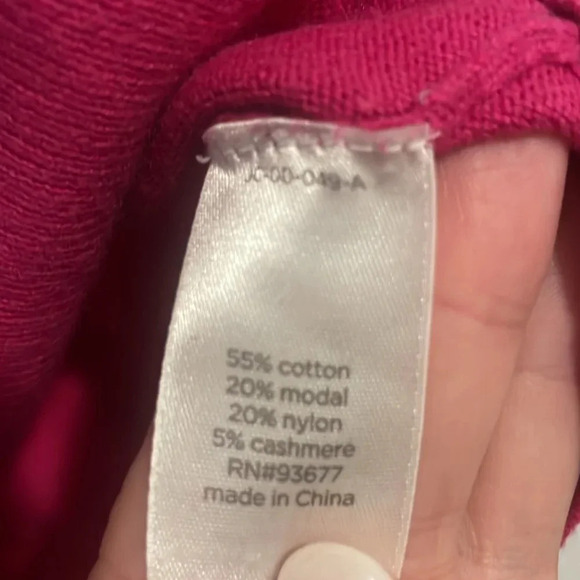 55% cotton
20% modal
20% nylon
5% cashmere
RN#93677
made in China